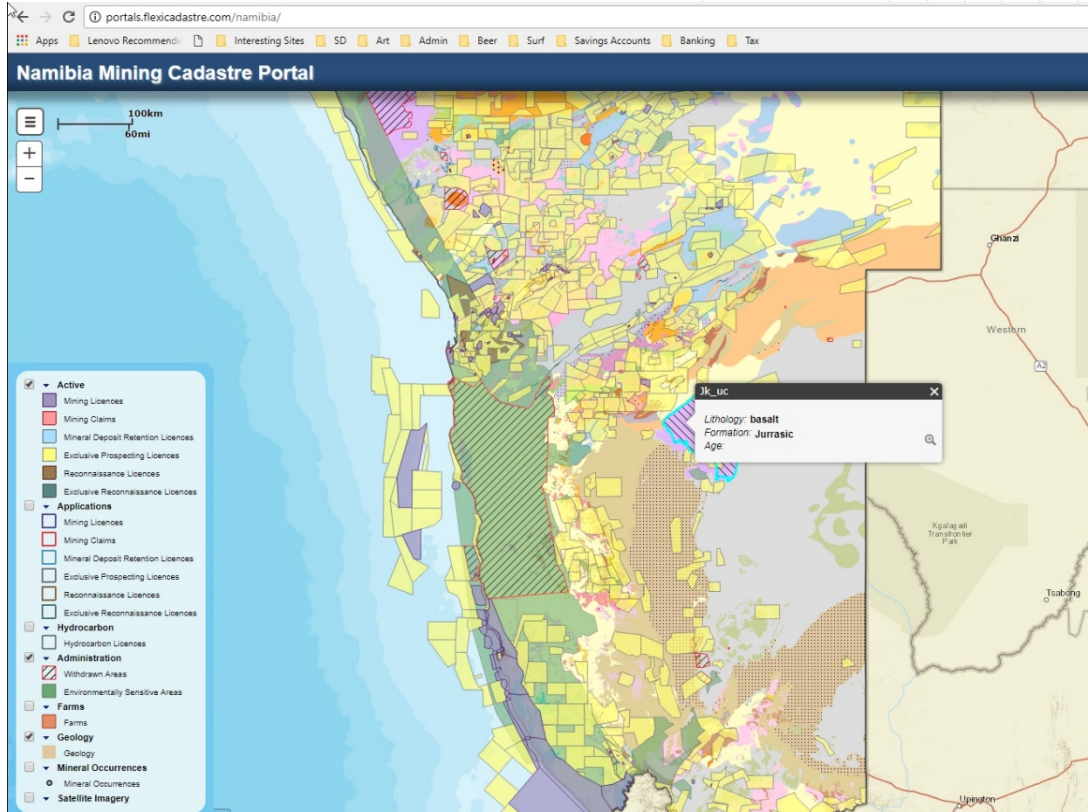 portals.flexicadastre.com/namibia/
Apps Lenovo Recommende Interesting Sites SD Art Admin Beer Surf Savings Accounts Banking Tax
Namibia Mining Cadastre Portal
100km
60mi
+
−
Ghanzi
Western
A2
Jk_uc
Lithology: basalt
Formation: Jurrasic
Age:
Kgalagadi
Transfrontier
Park
Tsabong
Upington
Active
Mining Licences
Mining Claims
Mineral Deposit Retention Licences
Exclusive Prospecting Licences
Reconnaissance Licences
Exclusive Reconnaissance Licences
Applications
Mining Licences
Mining Claims
Mineral Deposit Retention Licences
Exclusive Prospecting Licences
Reconnaissance Licences
Exclusive Reconnaissance Licences
Hydrocarbon
Hydrocarbon Licences
Administration
Withdrawn Areas
Environmentally Sensitive Areas
Farms
Farms
Geology
Geology
Mineral Occurrences
Mineral Occurrences
Satellite Imagery